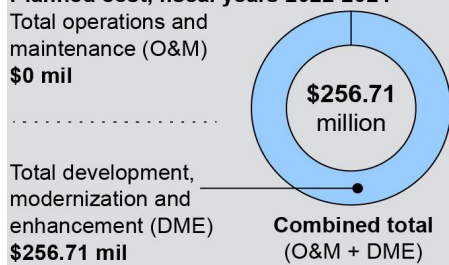 Planned cost, fiscal years 2022-2024
Total operations and
maintenance (O&M)
$0 mil
$256.71
million
Total development,
modernization and
enhancement (DME)
$256.71 mil
Combined total
(O&M + DME)